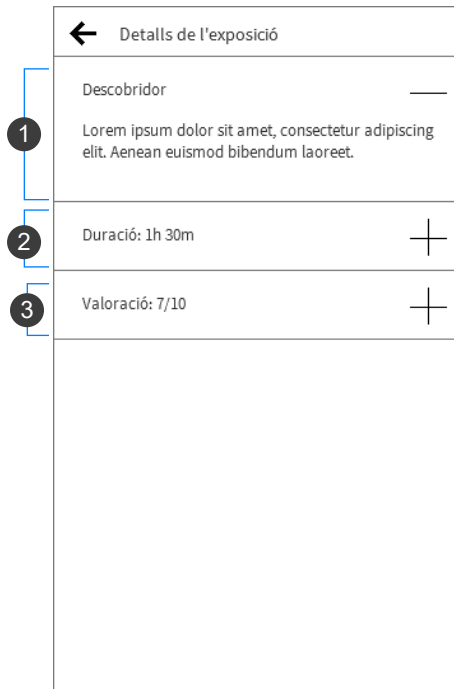 Detalls de l'exposició
1
Descobridor
Lorem ipsum dolor sit amet, consectetur adipiscing
elit. Aenean euismod bibendum laoreet.
2
Duració: 1h 30m
3
Valoració: 7/10